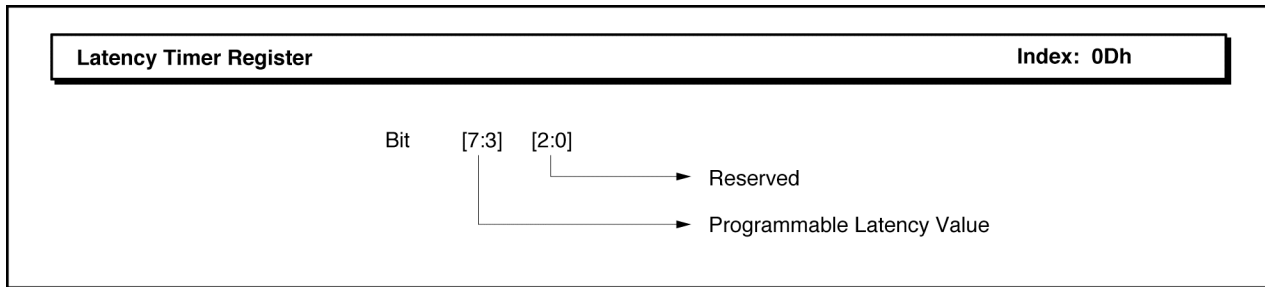 Latency Timer Register Index: 0Dh
Bit [7:3] [2:0]
Reserved
Programmable Latency Value